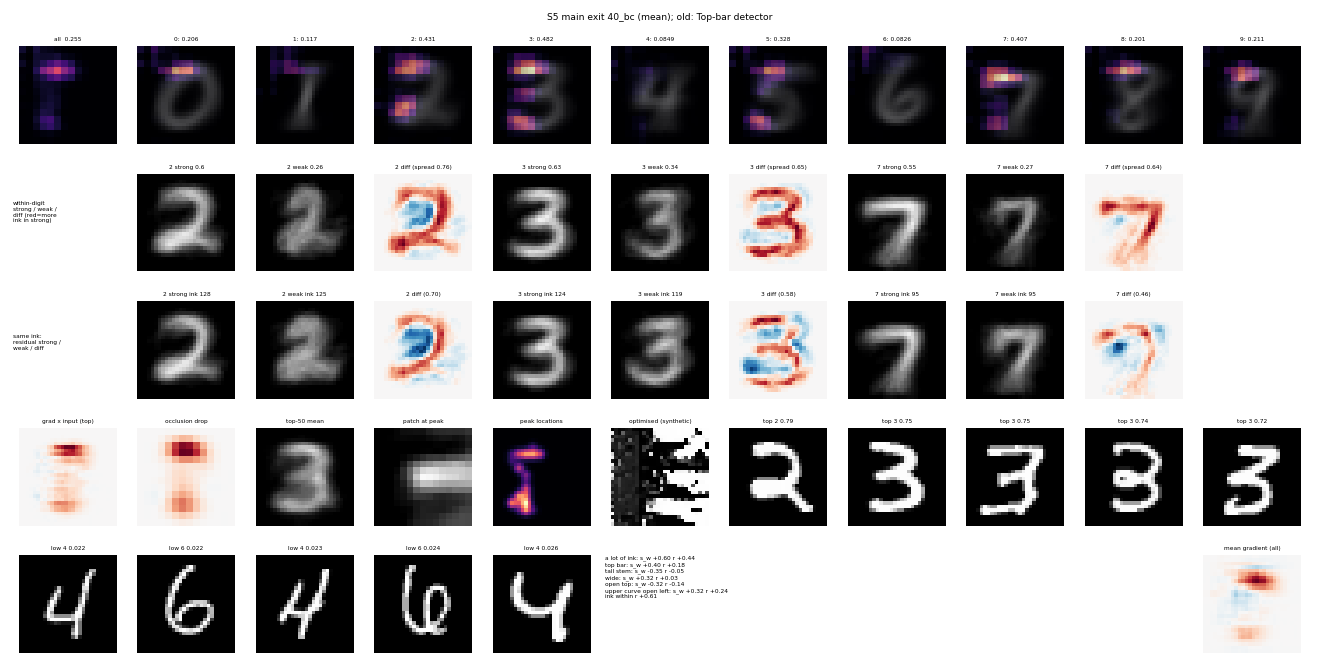 S5 main exit 40_bc (mean); old: Top-bar detector
all 0.255
0: 0.206
1: 0.117
2: 0.431
3: 0.482
4: 0.0849
5: 0.328
6: 0.0826
7: 0.407
8: 0.201
9: 0.211
within-digit
strong / weak /
diff (red=more
ink in strong)
2 strong 0.6
2 weak 0.26
2 diff (spread 0.76)
3 strong 0.63
3 weak 0.34
3 diff (spread 0.65)
7 strong 0.55
7 weak 0.27
7 diff (spread 0.64)
same ink:
residual strong /
weak / diff
2 strong ink 128
2 weak ink 125
2 diff (0.70)
3 strong ink 124
3 weak ink 119
3 diff (0.58)
7 strong ink 95
7 weak ink 95
7 diff (0.46)
grad x input (top)
occlusion drop
top-50 mean
patch at peak
peak locations
optimised (synthetic)
top 2 0.79
top 3 0.75
top 3 0.75
top 3 0.74
top 3 0.72
low 4 0.022
low 6 0.022
low 4 0.023
low 6 0.024
low 4 0.026
a lot of ink: s_w +0.60 r +0.44
top bar: s_w +0.40 r +0.18
tall stem: s_w -0.35 r -0.05
wide: s_w +0.32 r +0.03
open top: s_w -0.32 r -0.14
upper curve open left: s_w +0.32 r +0.24
ink within r +0.61
mean gradient (all)